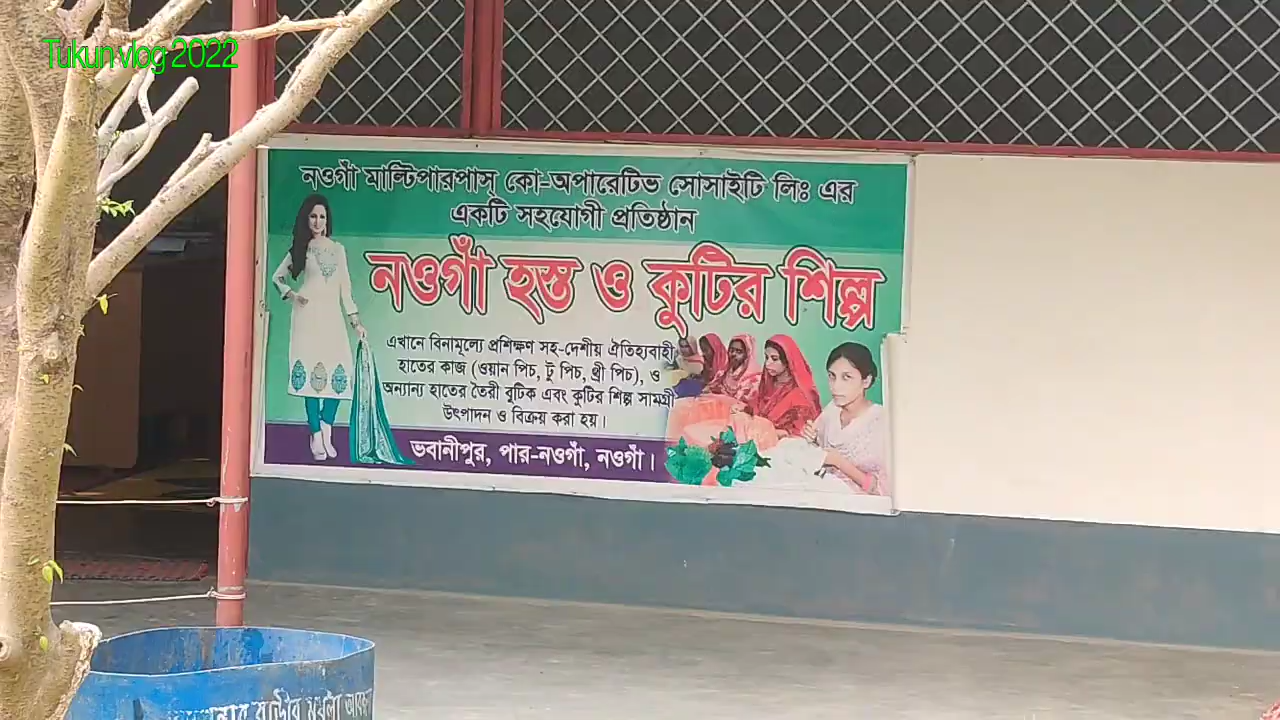 Tukun vlog 2022
নওগাঁ মাল্টিপারপাস্ কো-অপারেটিভ সোসাইটি লিঃ এর
একটি সহযোগী প্রতিষ্ঠান
নওগাঁ হস্ত ও কুটির শিল্প
এখানে বিনামূল্যে প্রশিক্ষণ সহ-দেশীয় ঐতিহ্যবাহী
হাতের কাজ (ওয়ান পিচ, টু পিচ, থ্রী পিচ), ও
অন্যান্য হাতের তৈরী বুটিক এবং কুটির শিল্প সামগ্রী
উৎপাদন ও বিক্রয় করা হয়।
ভবানীপুর, পার-নওগাঁ, নওগাঁ।
ময়লা